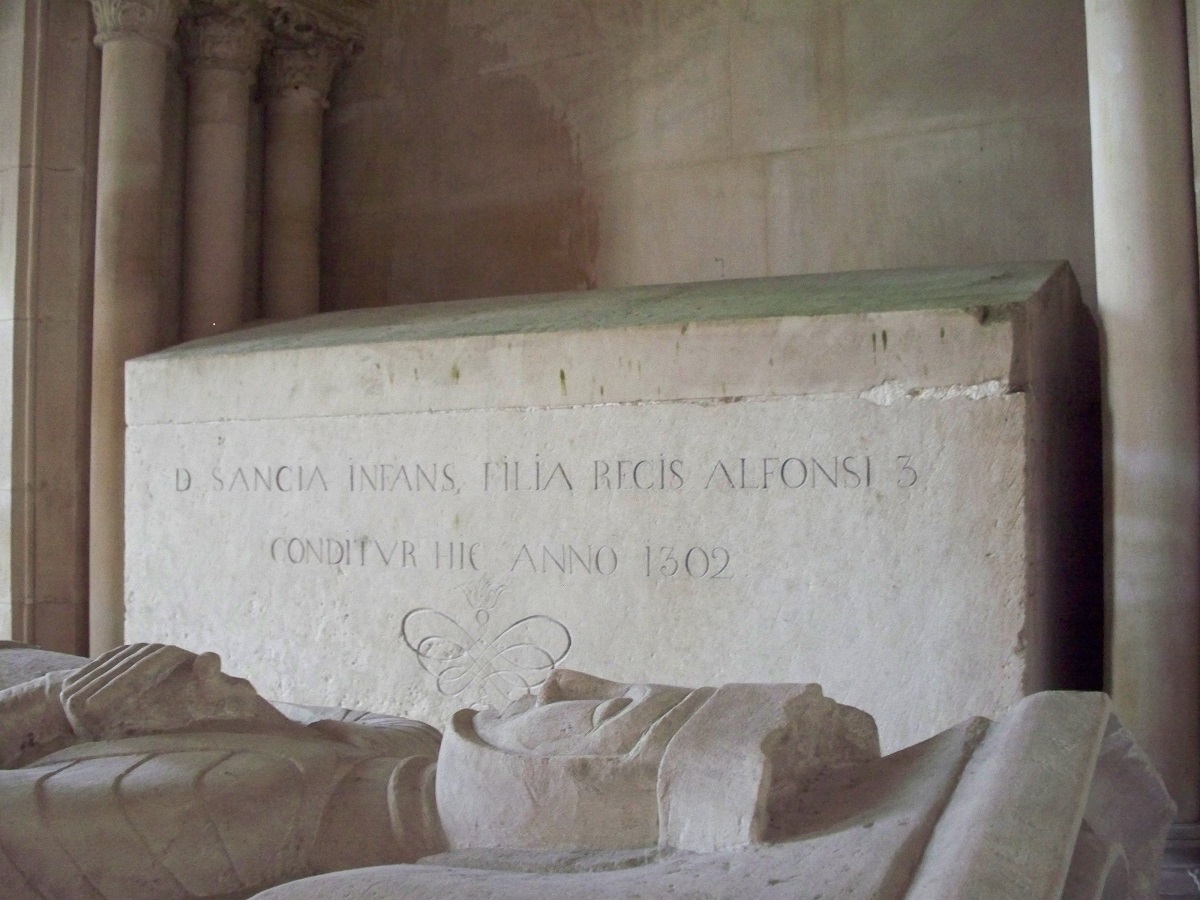 D. SANCIA INFANS, FILIA REGIS ALFONSI 3
CONDITVR HIC ANNO 1302